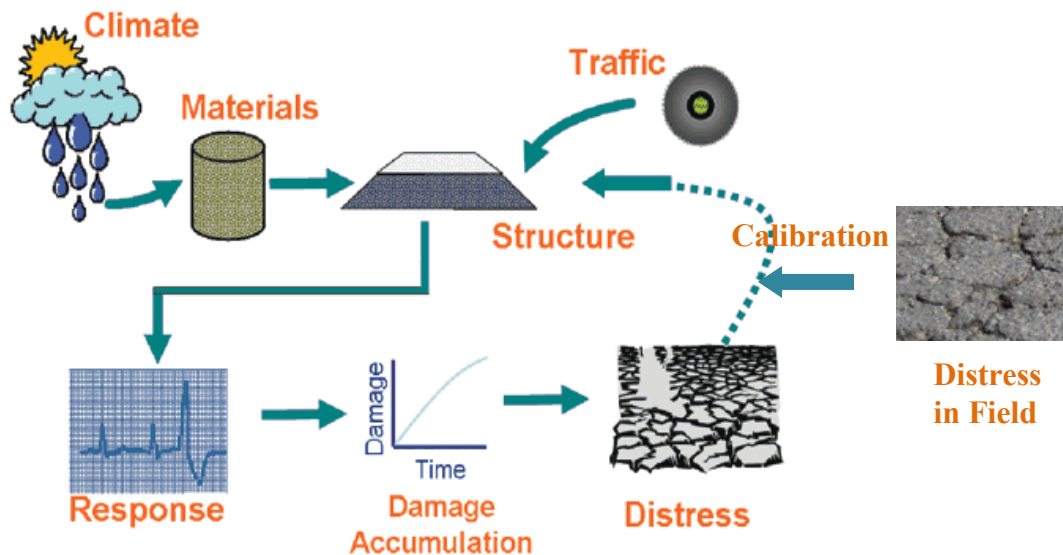 Climate
Traffic
Materials
Structure
Calibration
Distress
in Field
Damage
Time
Response
Damage
Accumulation
Distress